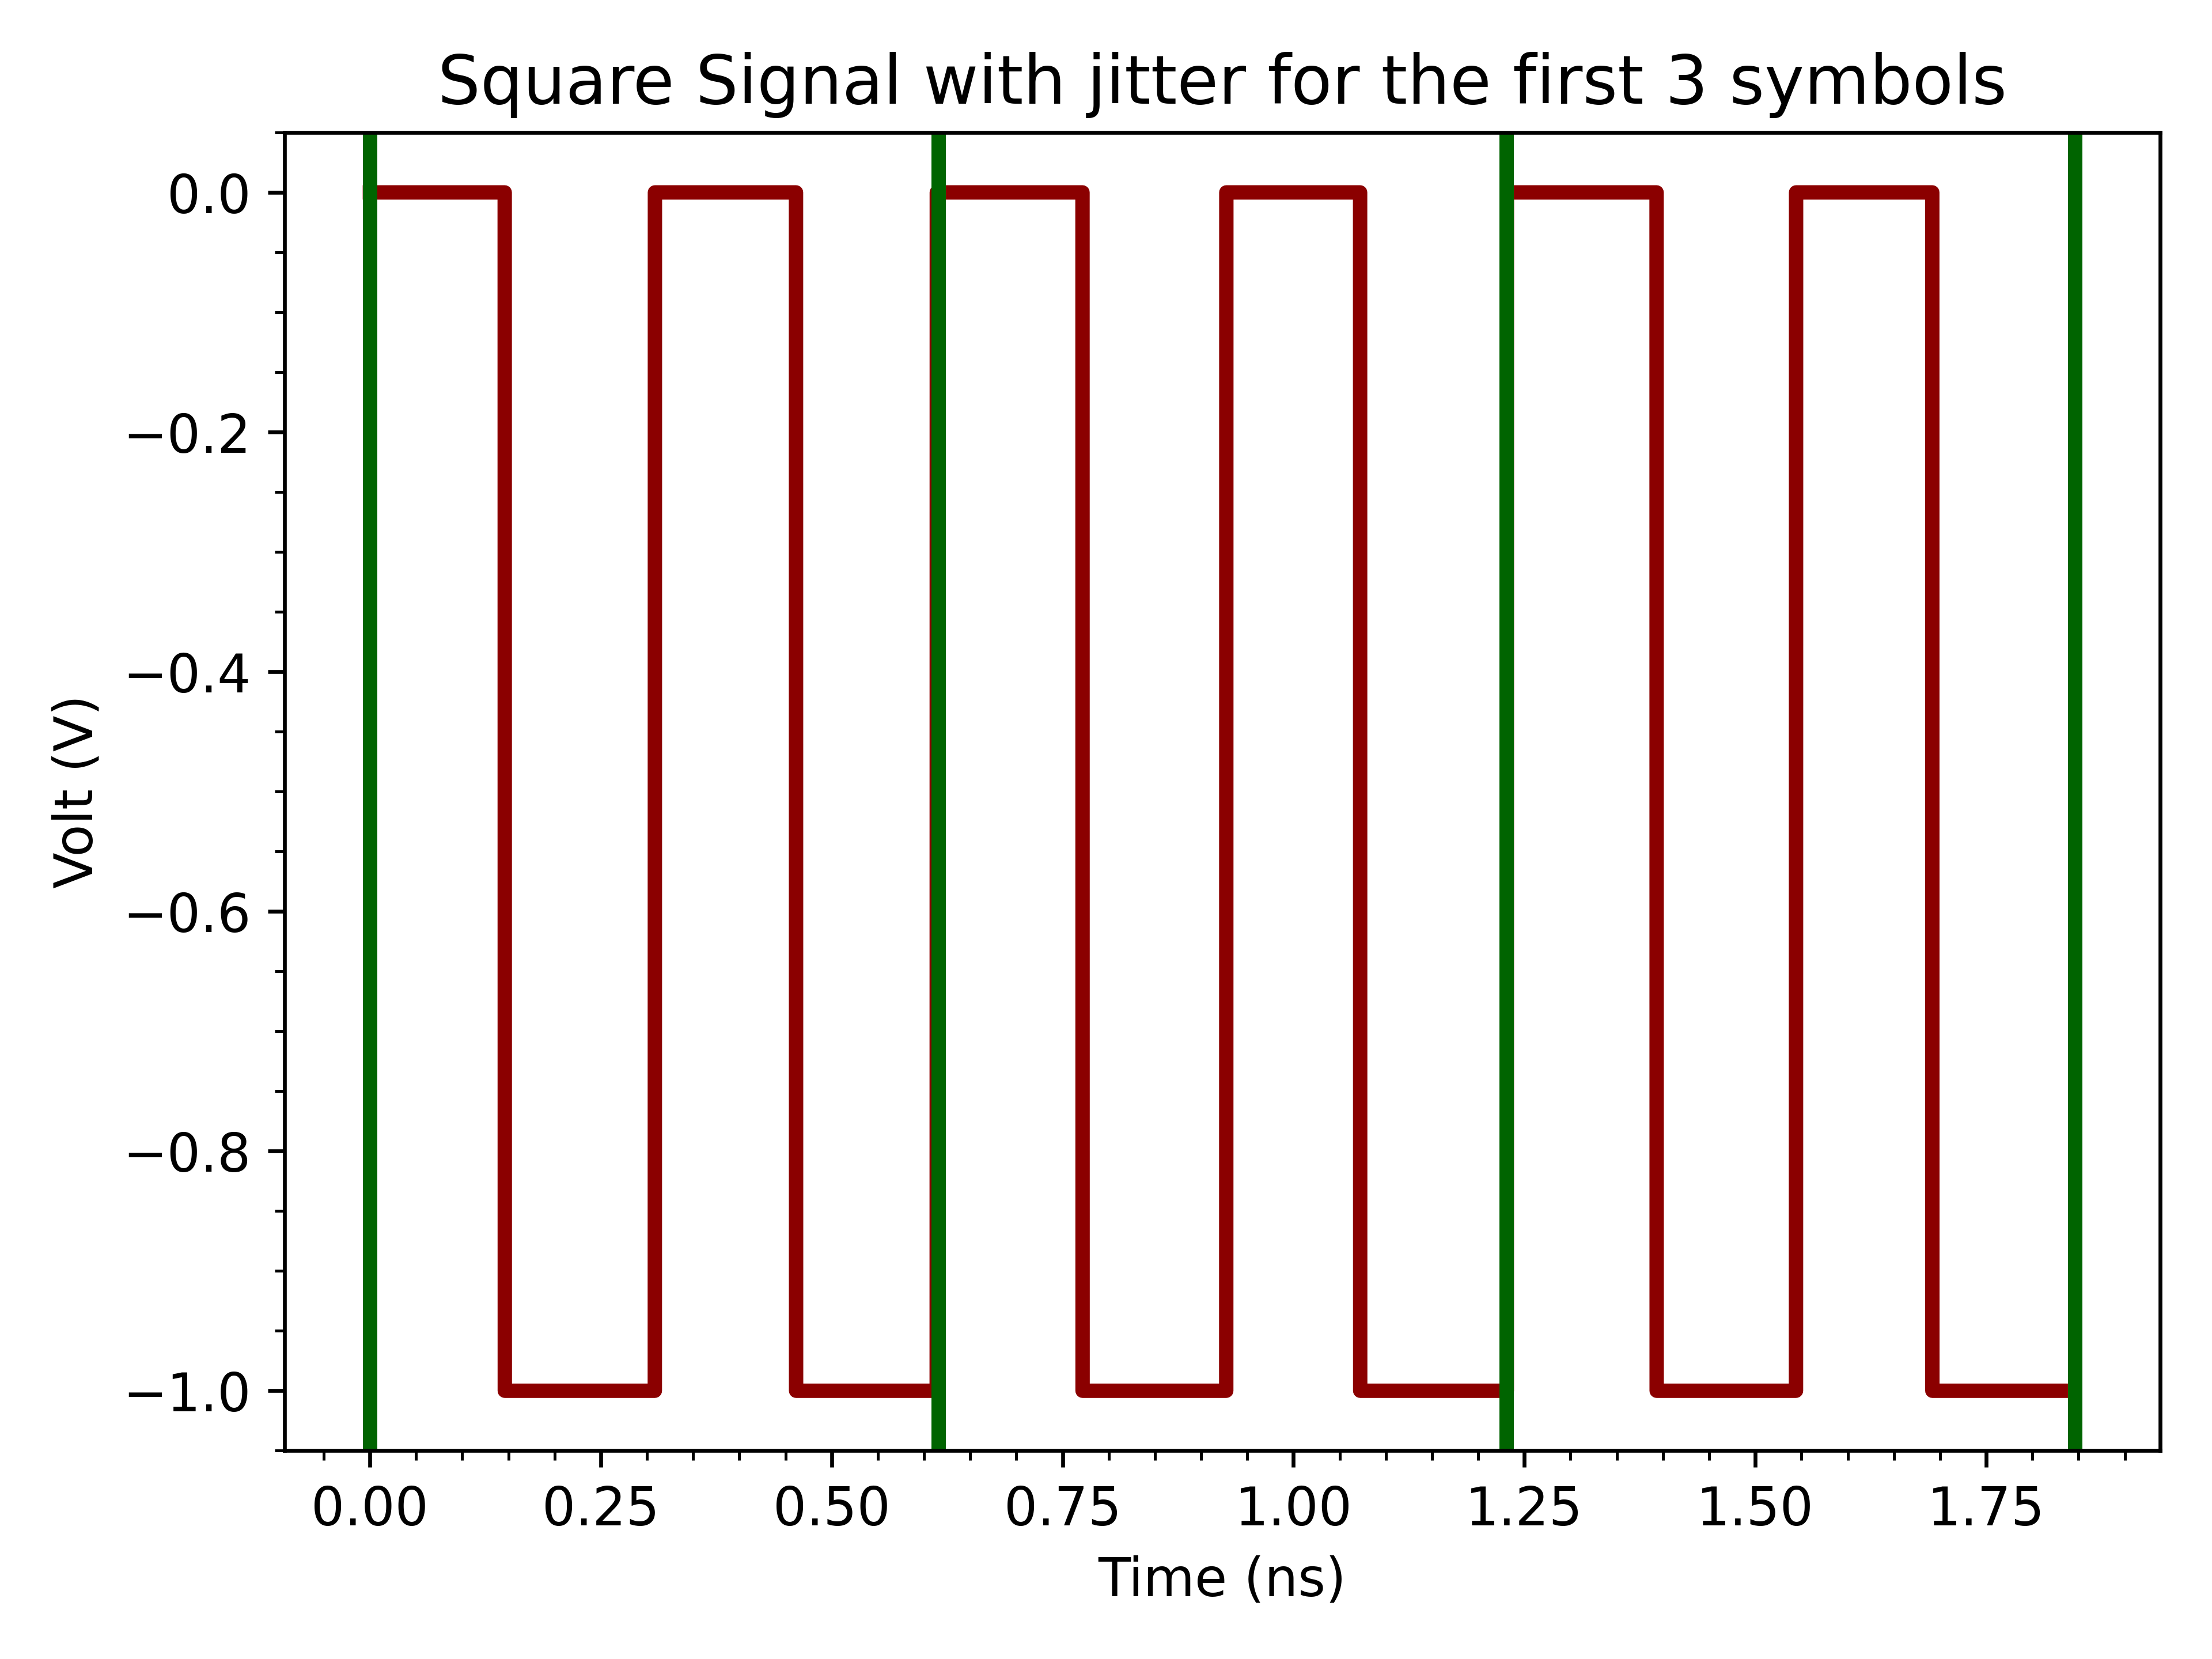 Square Signal with jitter for the first 3 symbols
Volt (V)
0.0
−0.2
−0.4
−0.6
−0.8
−1.0
0.00 0.25 0.50 0.75 1.00 1.25 1.50 1.75
Time (ns)